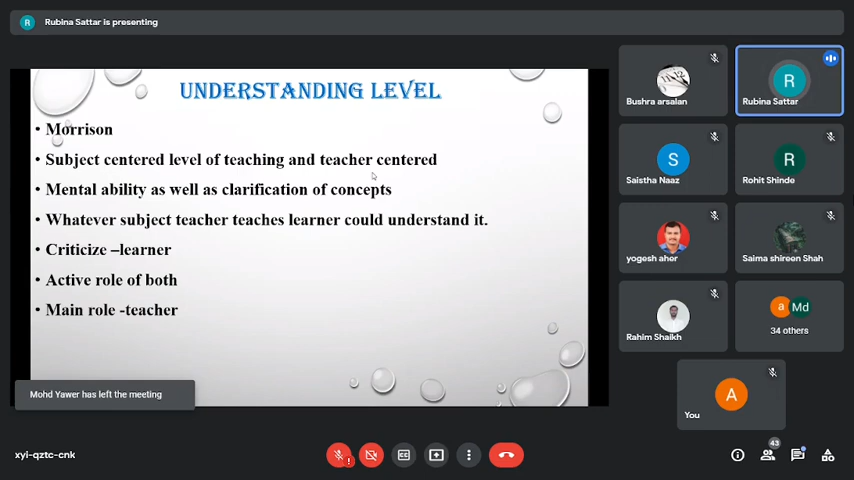 R
Rubina Sattar is presenting
UNDERSTANDING LEVEL
• Morrison
• Subject centered level of teaching and teacher centered
• Mental ability as well as clarification of concepts
• Whatever subject teacher teaches learner could understand it.
• Criticize –learner
• Active role of both
• Main role -teacher
Mohd Yawer has left the meeting
Bushra arsalan
R
Rubina Sattar
S
Saistha Naaz
R
Rohit Shinde
yogesh aher
Saima shireen Shah
Rahim Shaikh
a Md
34 others
A
You
xyi-qztc-cnk
!
CC
43